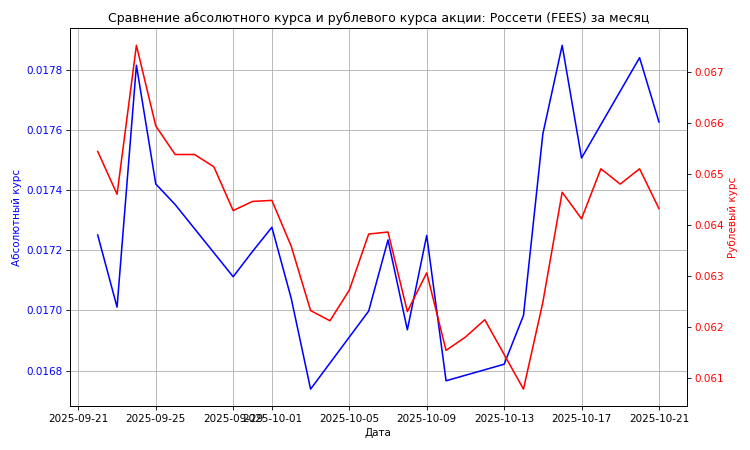 Сравнение абсолютного курса и рублевого курса акции: Россети (FEES) за месяц
Абсолютный курс
0.0178
0.0176
0.0174
0.0172
0.0170
0.0168
0.067
0.066
0.065
0.064
0.063
0.062
0.061
Рублевый курс
2025-09-21 2025-09-25 2025-09-29 2025-10-01 2025-10-05 2025-10-09 2025-10-13 2025-10-17 2025-10-21
Дата